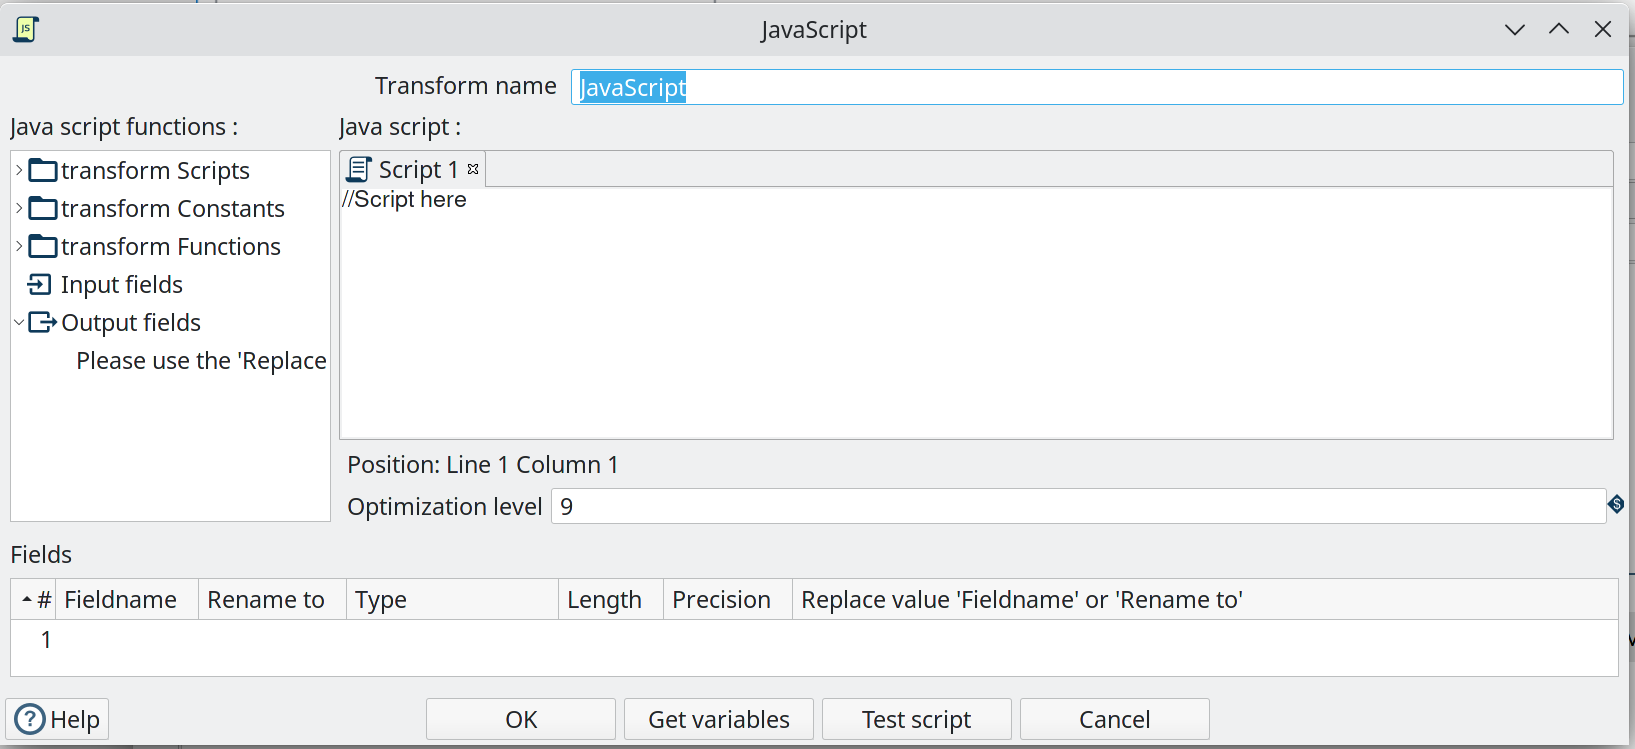 JS
JavaScript
Transform name JavaScript
Java script functions :
Java script :
transform Scripts
transform Constants
transform Functions
Input fields
Output fields
Please use the 'Replace
Script 1
//Script here
Position: Line 1 Column 1
Optimization level 9
Fields
# Fieldname Rename to Type Length Precision Replace value 'Fieldname' or 'Rename to'
1
Help OK Get variables Test script Cancel